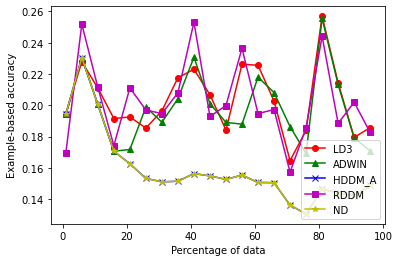 0.26
0.24
0.22
0.20
0.18
0.16
0.14
Example-based accuracy
0
20
40
60
80
100
Percentage of data
LD3
ADWIN
HDDM_A
RDDM
ND